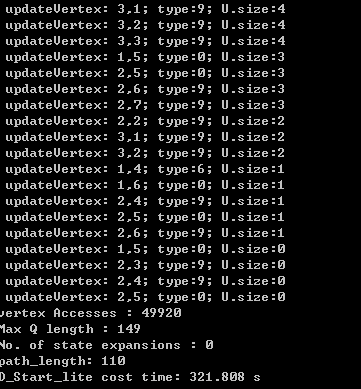 updateVertex: 3,1; type:9; U.size:4
updateVertex: 3,2; type:9; U.size:4
updateVertex: 3,3; type:9; U.size:4
updateVertex: 1,5; type:0; U.size:3
updateVertex: 2,5; type:0; U.size:3
updateVertex: 2,6; type:9; U.size:3
updateVertex: 2,7; type:9; U.size:3
updateVertex: 2,2; type:9; U.size:2
updateVertex: 3,1; type:9; U.size:2
updateVertex: 3,2; type:9; U.size:2
updateVertex: 1,4; type:6; U.size:1
updateVertex: 1,6; type:0; U.size:1
updateVertex: 2,4; type:9; U.size:1
updateVertex: 2,5; type:0; U.size:1
updateVertex: 2,6; type:9; U.size:1
updateVertex: 1,5; type:0; U.size:0
updateVertex: 2,3; type:9; U.size:0
updateVertex: 2,4; type:9; U.size:0
updateVertex: 2,5; type:0; U.size:0
vertex Accesses : 49920
Max Q length : 149
No. of state expansions : 0
path_length: 110
D_Start_lite cost time: 321.808 s